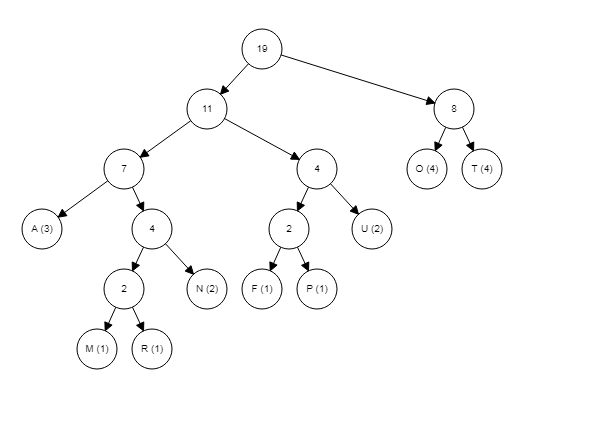 19
11
8
7
4
O (4)
T (4)
A (3)
4
2
U (2)
2
N (2)
F (1)
P (1)
M (1)
R (1)